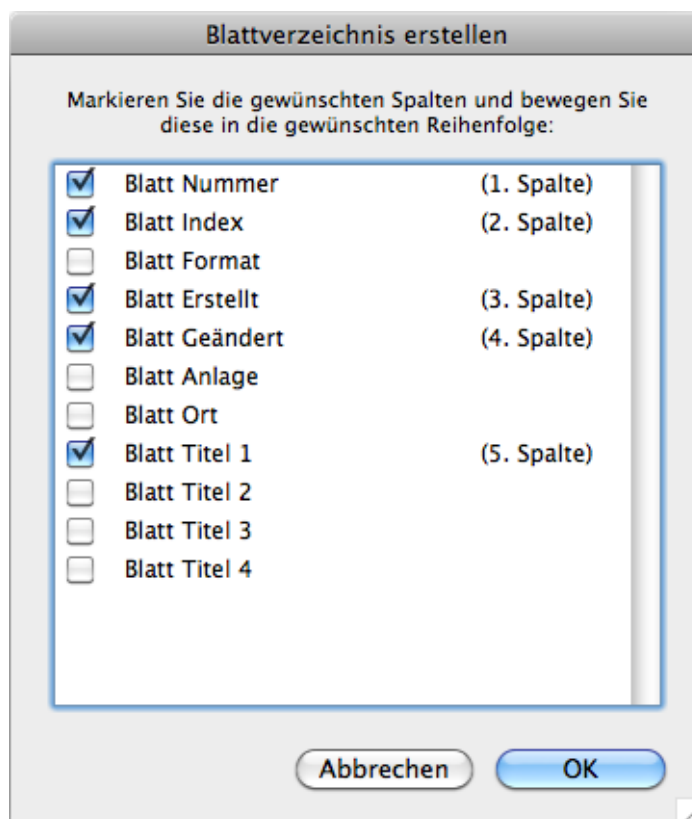 Blattverzeichnis erstellen
Markieren Sie die gewünschten Spalten und bewegen Sie
diese in die gewünschten Reihenfolge:
Blatt Nummer (1. Spalte)
Blatt Index (2. Spalte)
Blatt Format
Blatt Erstellt (3. Spalte)
Blatt Geändert (4. Spalte)
Blatt Anlage
Blatt Ort
Blatt Titel 1 (5. Spalte)
Blatt Titel 2
Blatt Titel 3
Blatt Titel 4
Abbrechen OK